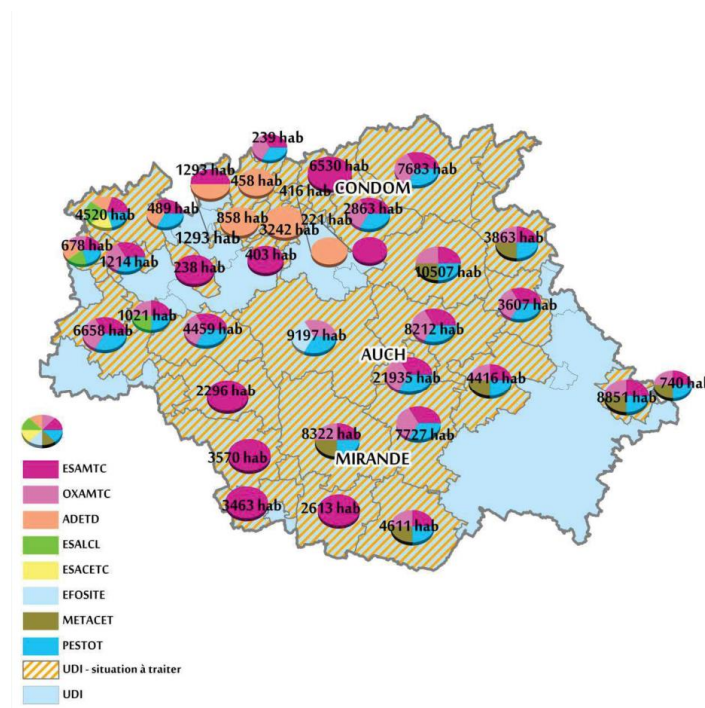 239 hab
1293 hab
6530 hab
7683 hab
458 hab
416 hab
CONDOM
4520 hab
489 hab
858 hab
221 hab
2863 hab
3242 hab
1293 hab
3863 hab
678 hab
1214 hab
238 hab
403 hab
10507 hab
3607 hab
1021 hab
6658 hab
4459 hab
9197 hab
8212 hab
AUCH
21935 hab
4416 hab
740 hab
8851 hab
2296 hab
8322 hab
7727 hab
MIRANDE
3570 hab
3463 hab
2613 hab
4611 hab
ESAMTC
OXAMTC
ADETD
ESALCL
ESACETC
EFOSITE
METACET
PESTOT
UDI - situation à traiter
UDI